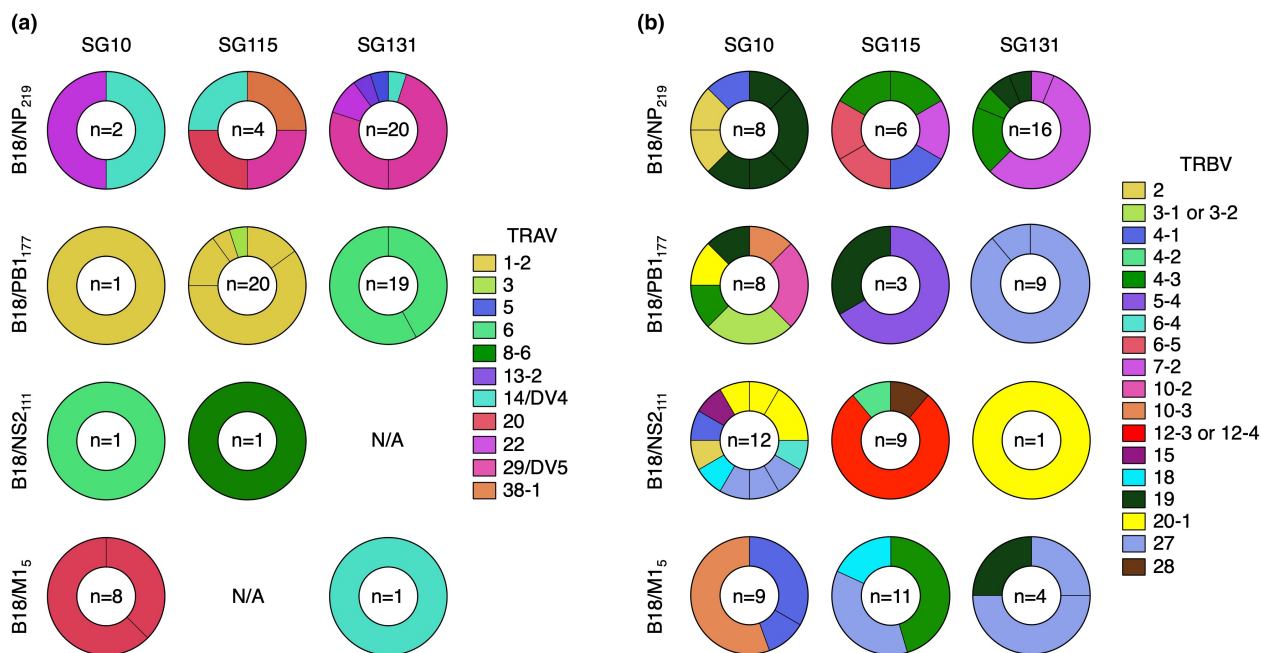 (a)
SG10 SG115 SG131
B18/NP219
n=2 n=4 n=20
B18/PB1177
n=1 n=20 n=19
B18/NS2111
n=1 n=1 N/A
B18/M15
n=8 N/A n=1
TRAV
1-2
3
5
6
8-6
13-2
14/DV4
20
22
29/DV5
38-1
(b)
SG10 SG115 SG131
B18/NP219
n=8 n=6 n=16
B18/PB1177
n=8 n=3 n=9
B18/NS2111
n=12 n=9 n=1
B18/M15
n=9 n=11 n=4
TRBV
2
3-1 or 3-2
4-1
4-2
4-3
5-4
6-4
6-5
7-2
10-2
10-3
12-3 or 12-4
15
18
19
20-1
27
28